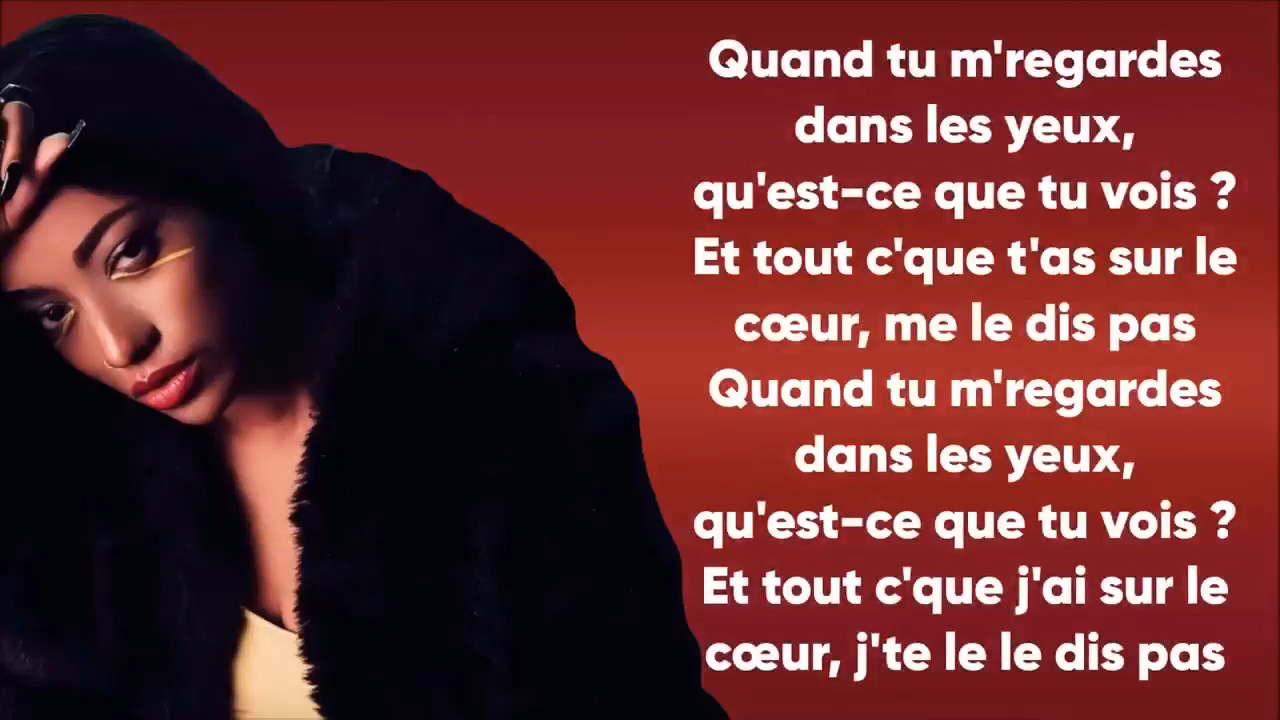 Quand tu m'regardes
dans les yeux,
qu'est-ce que tu vois ?
Et tout c'que t'as sur le
cœur, me le dis pas
Quand tu m'regardes
dans les yeux,
qu'est-ce que tu vois ?
Et tout c'que j'ai sur le
cœur, j'te le le dis pas